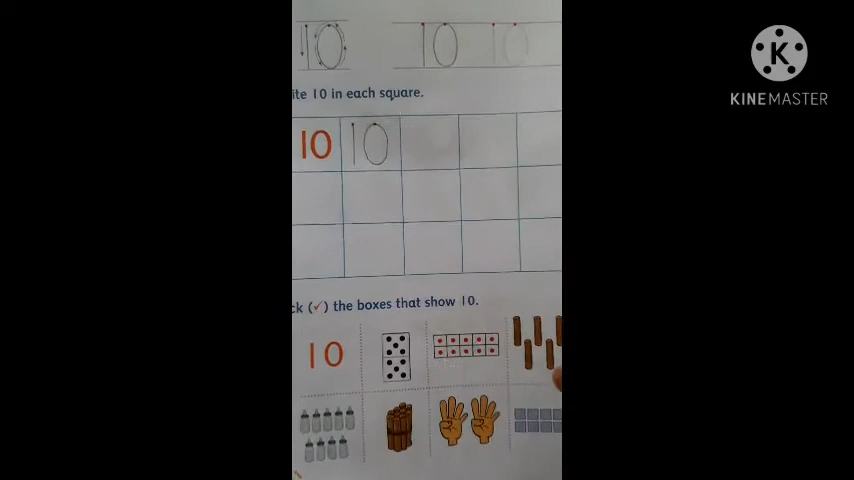 10 10 10
ite 10 in each square.
10 10
ck (✓) the boxes that show 10.
10
K
KINEMASTER